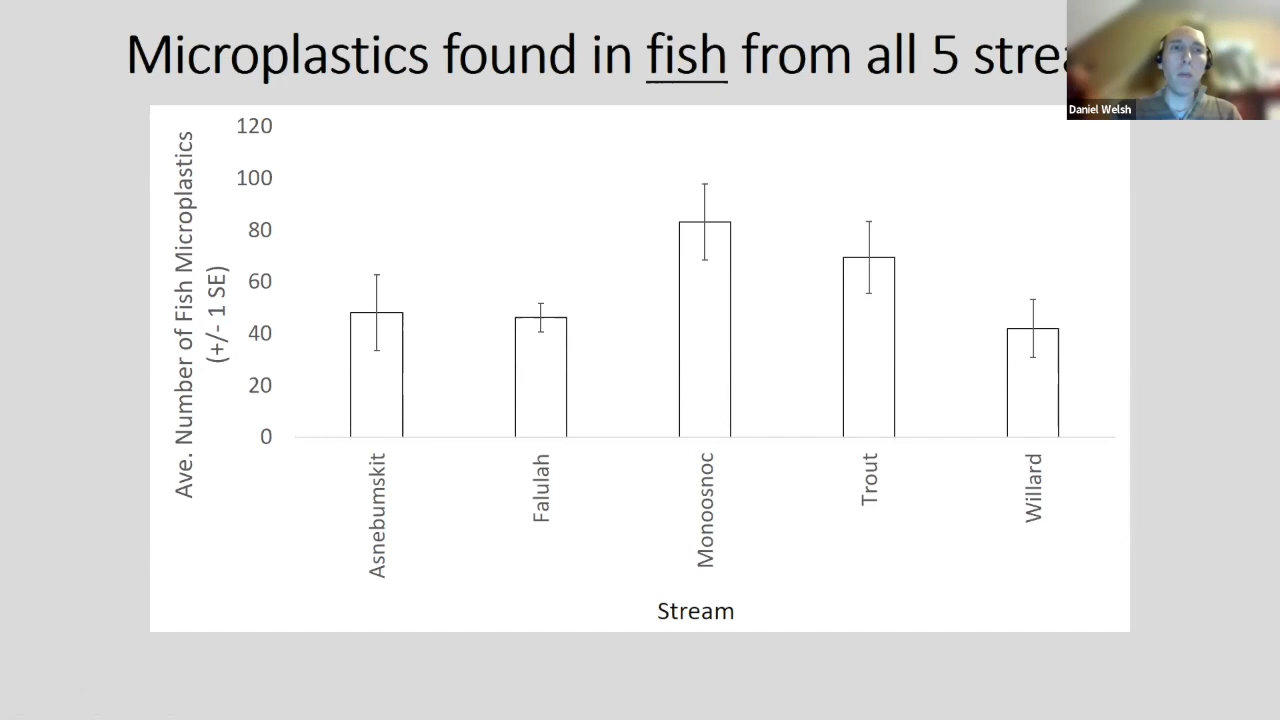 Microplastics found in fish from all 5
Daniel Welsh
Ave. Number of Fish Microplastics
(+/- 1 SE)
120
100
80
60
40
20
0
Asnebumskit
Falulah
Monoosnoc
Trout
Willard
Stream